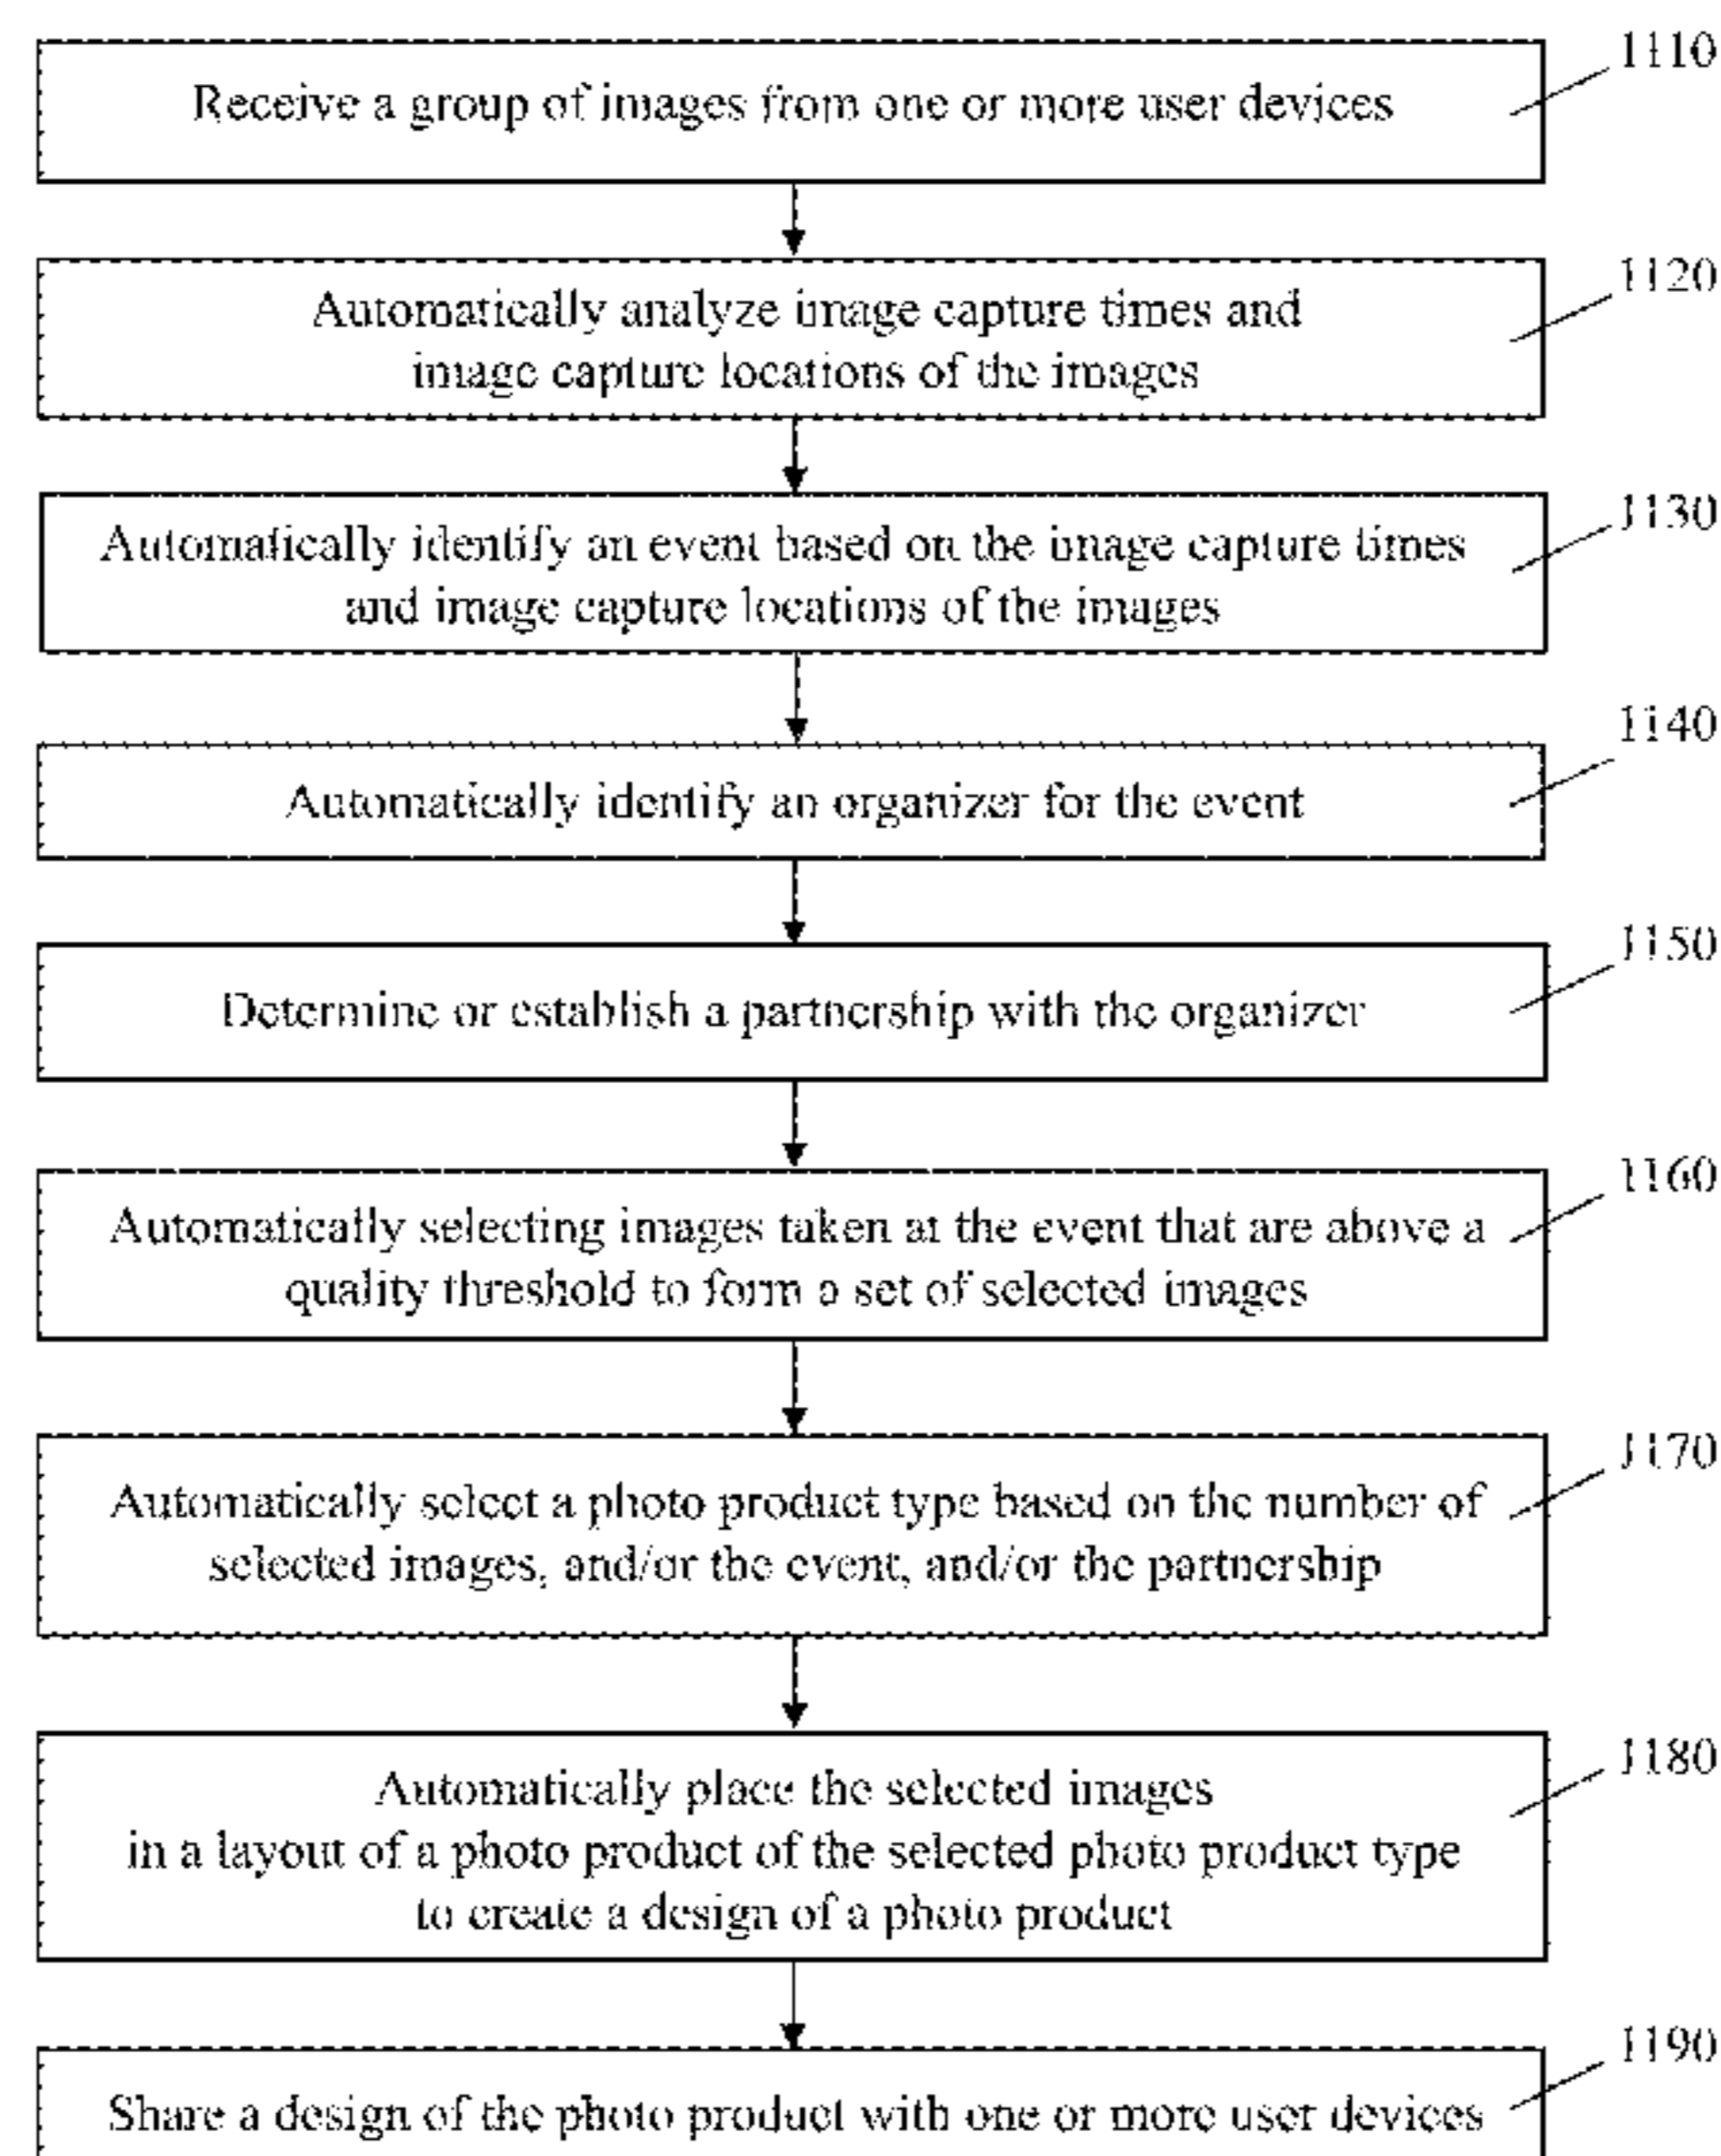 1110
Receive a group of images from one or more user devices
1120
Automatically analyze image capture times and
image capture locations of the images
1130
Automatically identify an event based on the image capture times
and image capture locations of the images
1140
Automatically identify an organizer for the event
1150
Determine or establish a partnership with the organizer
1160
Automatically selecting images taken at the event that are above a
quality threshold to form a set of selected images
1170
Automatically select a photo product type based on the number of
selected images, and/or the event, and/or the partnership
1180
Automatically place the selected images
in a layout of a photo product of the selected photo product type
to create a design of a photo product
1190
Share a design of the photo product with one or more user devices